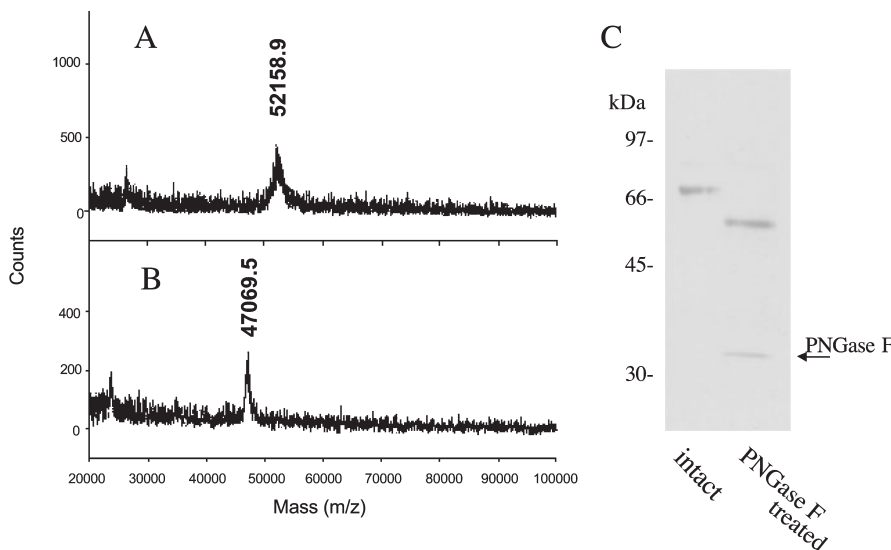 A
52158.9
1000
500
0
Counts
B
47069.5
400
200
0
20000 30000 40000 50000 60000 70000 80000 90000 100000
Mass (m/z)
C
kDa
97-
66-
45-
30-
PNGase F
intact
PNGase F
treated